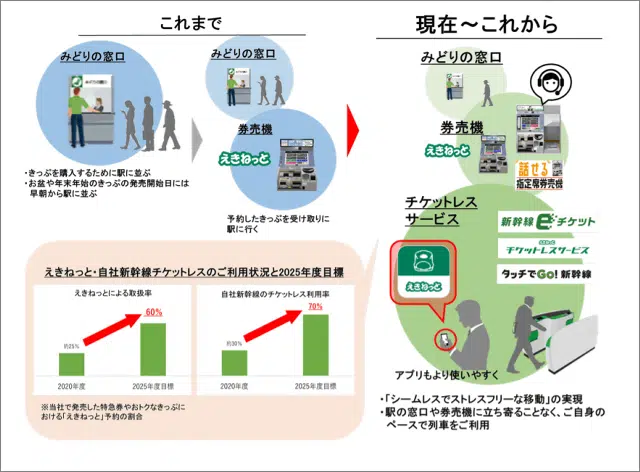 これまで
みどりの窓口
・きっぷを購入するために駅に並ぶ
・お盆や年末年始のきっぷの発売開始日には
早朝から駅に並ぶ
みどりの窓口
券売機
えきねっと
予約したきっぷを受け取りに
駅に行く
現在～これから
みどりの窓口
券売機
えきねっと
話せる
指定席券売機
チケットレス
サービス
新幹線eチケット
チケットレスサービス
タッチでGo!新幹線
えきねっと
アプリもより使いやすく
・「シームレスでストレスフリーな移動」の実現
・駅の窓口や券売機に立ち寄ることなく、ご自身の
ペースで列車をご利用
えきねっと・自社新幹線チケットレスのご利用状況と2025年度目標
えきねっとによる取扱率
60%
約25%
2020年度
2025年度目標
自社新幹線のチケットレス利用率
70%
約30%
2020年度
2025年度目標
※当社で発売した特急券やおトクなきっぷに
おける「えきねっと」予約の割合